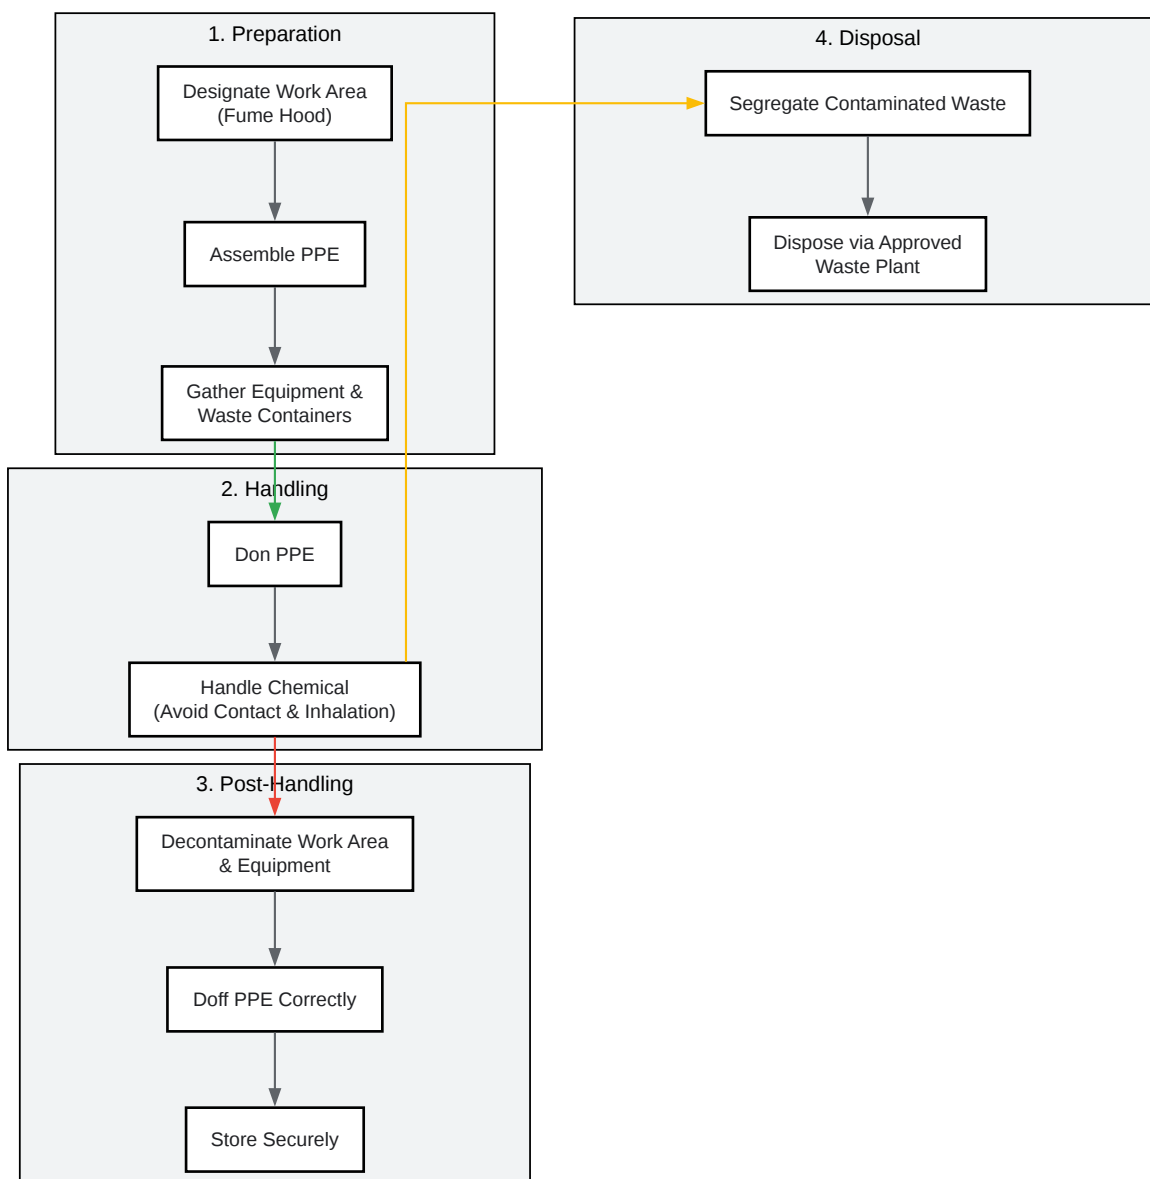 1. Preparation
Designate Work Area
(Fume Hood)
Assemble PPE
Gather Equipment &
Waste Containers
2. Handling
Don PPE
Handle Chemical
(Avoid Contact & Inhalation)
3. Post-Handling
Decontaminate Work Area
& Equipment
Doff PPE Correctly
Store Securely
4. Disposal
Segregate Contaminated Waste
Dispose via Approved
Waste Plant